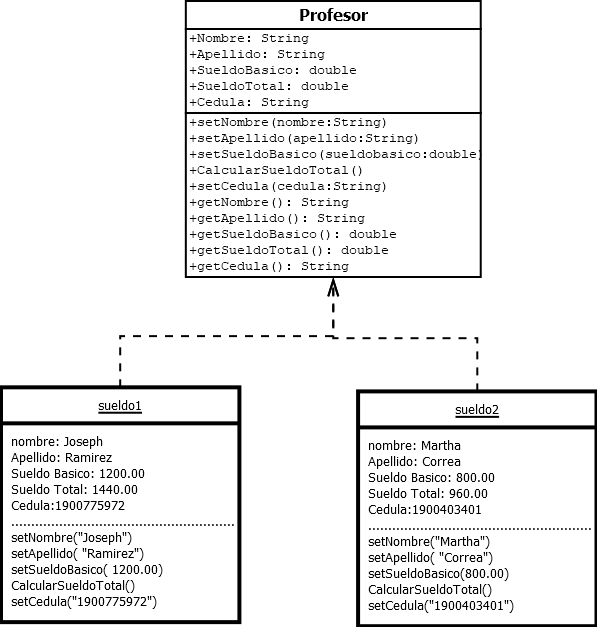 Profesor
+Nombre: String
+Apellido: String
+SueldoBasico: double
+SueldoTotal: double
+Cedula: String
+setNombre(nombre:String)
+setApellido(apellido:String)
+setSueldoBasico(sueldobasico:double)
+CalcularSueldoTotal()
+setCedula(cedula:String)
+getNombre(): String
+getApellido(): String
+getSueldoBasico(): double
+getSueldoTotal(): double
+getCedula(): String
sueldo1
nombre: Joseph
Apellido: Ramirez
Sueldo Basico: 1200.00
Sueldo Total: 1440.00
Cedula:1900775972
setNombre("Joseph")
setApellido( "Ramirez")
setSueldoBasico( 1200.00)
CalcularSueldoTotal()
setCedula("1900775972")
sueldo2
nombre: Martha
Apellido: Correa
Sueldo Basico: 800.00
Sueldo Total: 960.00
Cedula:1900403401
setNombre("Martha")
setApellido( "Correa")
setSueldoBasico(800.00)
CalcularSueldoTotal()
setCedula("1900403401")